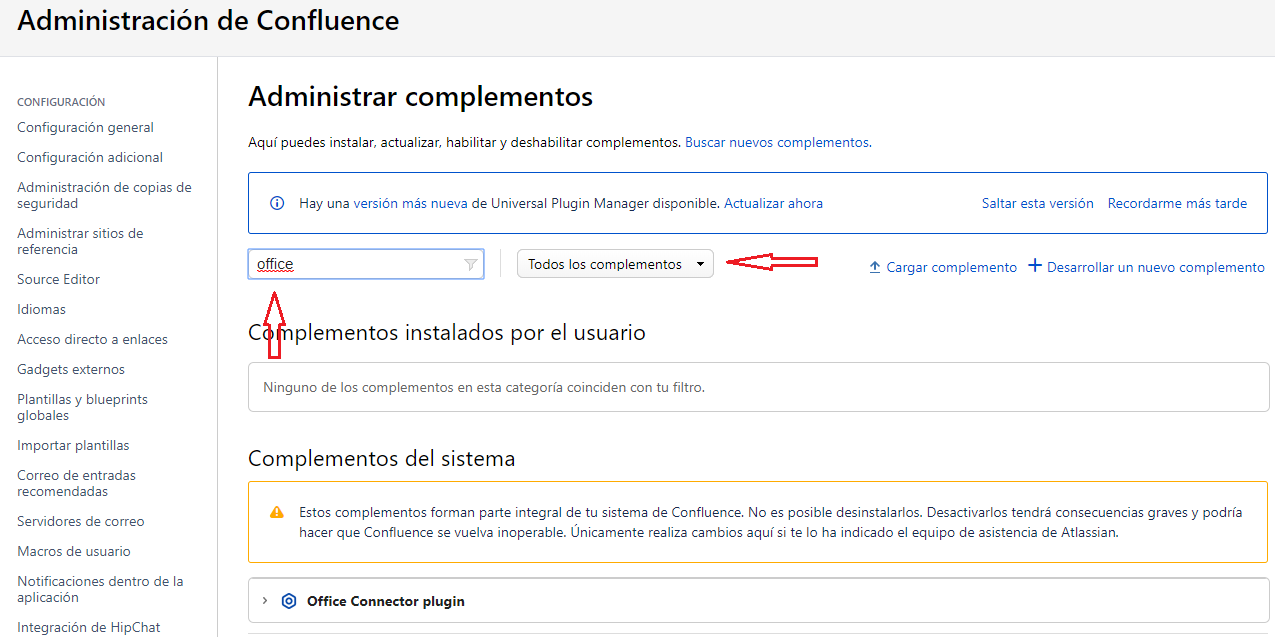 Administración de Confluence
CONFIGURACIÓN
Configuración general
Configuración adicional
Administración de copias de
seguridad
Administrar sitios de
referencia
Source Editor
Idiomas
Acceso directo a enlaces
Gadgets externos
Plantillas y blueprints
globales
Importar plantillas
Correo de entradas
recomendadas
Servidores de correo
Macros de usuario
Notificaciones dentro de la
aplicación
Integración de HipChat
Administrar complementos
Aquí puedes instalar, actualizar, habilitar y deshabilitar complementos. Buscar nuevos complementos.
Hay una versión más nueva de Universal Plugin Manager disponible. Actualizar ahora Saltar esta versión Recordarme más tarde
office Todos los complementos Cargar complemento Desarrollar un nuevo complemento
Complementos instalados por el usuario
Ninguno de los complementos en esta categoría coinciden con tu filtro.
Complementos del sistema
Estos complementos forman parte integral de tu sistema de Confluence. No es posible desinstalarlos. Desactivarlos tendrá consecuencias graves y podría
hacer que Confluence se vuelva inoperable. Únicamente realiza cambios aquí si te lo ha indicado el equipo de asistencia de Atlassian.
Office Connector plugin